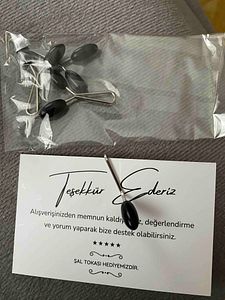 Teşekkür Ederiz
Alışverişinizden memnun kaldıysanız, değerlendirme
ve yorum yaparak bize destek olabilirsiniz.
ŞAL TOKASI HEDİYEMİZDİR.